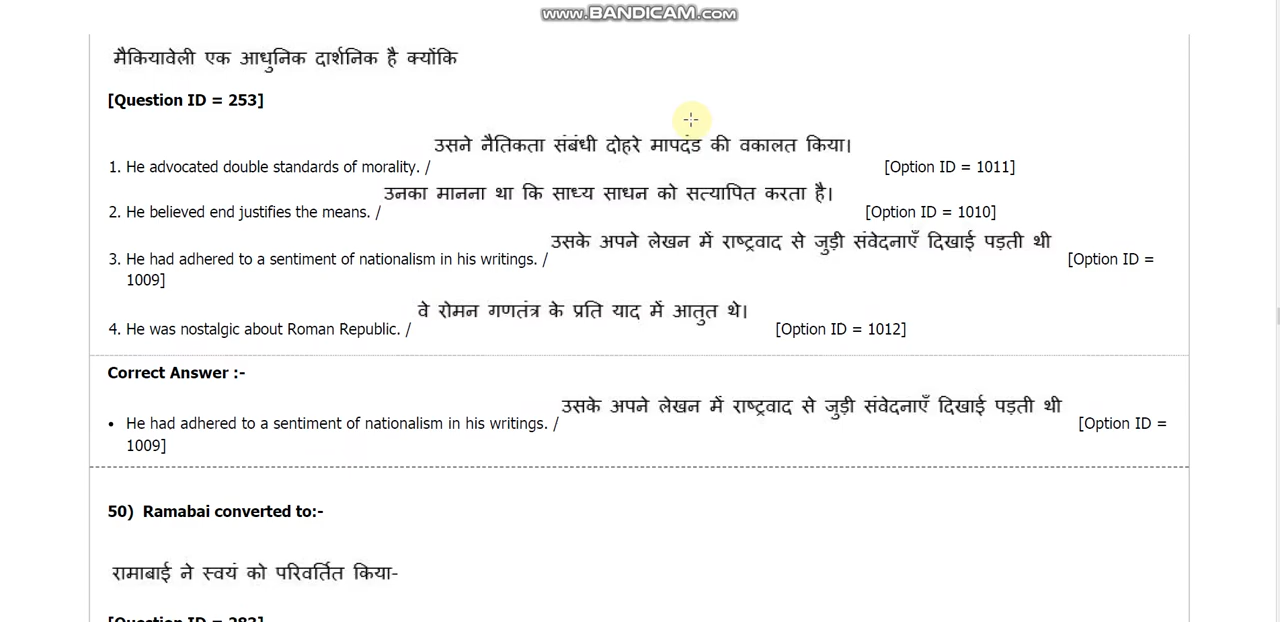 www.BANDICAM.com
मैकियावेली एक आधुनिक दार्शनिक है क्योंकि
[Question ID = 253]
उसने नैतिकता संबंधी दोहरे मापदंड की वकालत किया।
1. He advocated double standards of morality. / [Option ID = 1011]
उनका मानना था कि साध्य साधन को सत्यापित करता है।
2. He believed end justifies the means. / [Option ID = 1010]
उसके अपने लेखन में राष्ट्रवाद से जुड़ी संवेदनाएँ दिखाई पड़ती थी
3. He had adhered to a sentiment of nationalism in his writings. / [Option ID =
1009]
वे रोमन गणतंत्र के प्रति याद में आतुत थे।
4. He was nostalgic about Roman Republic. / [Option ID = 1012]
Correct Answer :-
उसके अपने लेखन में राष्ट्रवाद से जुड़ी संवेदनाएँ दिखाई पड़ती थी
• He had adhered to a sentiment of nationalism in his writings. / [Option ID =
1009]
50) Ramabai converted to:-
रामाबाई ने स्वयं को परिवर्तित किया-
[Question ID = 282]